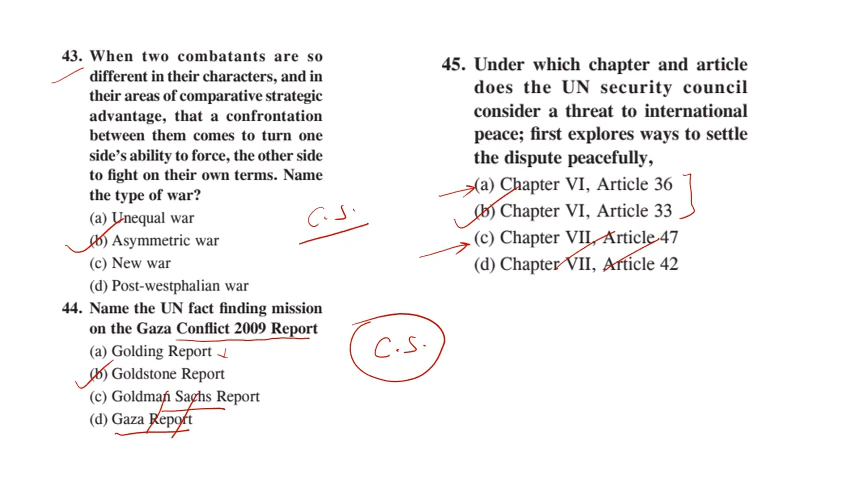 43. When two combatants are so
different in their characters, and in
their areas of comparative strategic
advantage, that a confrontation
between them comes to turn one
side's ability to force, the other side
to fight on their own terms. Name
the type of war?
(a) Unequal war
(b) Asymmetric war
(c) New war
(d) Post-westphalian war
C.S.
44. Name the UN fact finding mission
on the Gaza Conflict 2009 Report
(a) Golding Report
(b) Goldstone Report
(c) Goldman Sachs Report
(d) Gaza Report
C.S.
45. Under which chapter and article
does the UN security council
consider a threat to international
peace; first explores ways to settle
the dispute peacefully,
(a) Chapter VI, Article 36
(b) Chapter VI, Article 33
(c) Chapter VII, Article 47
(d) Chapter VII, Article 42